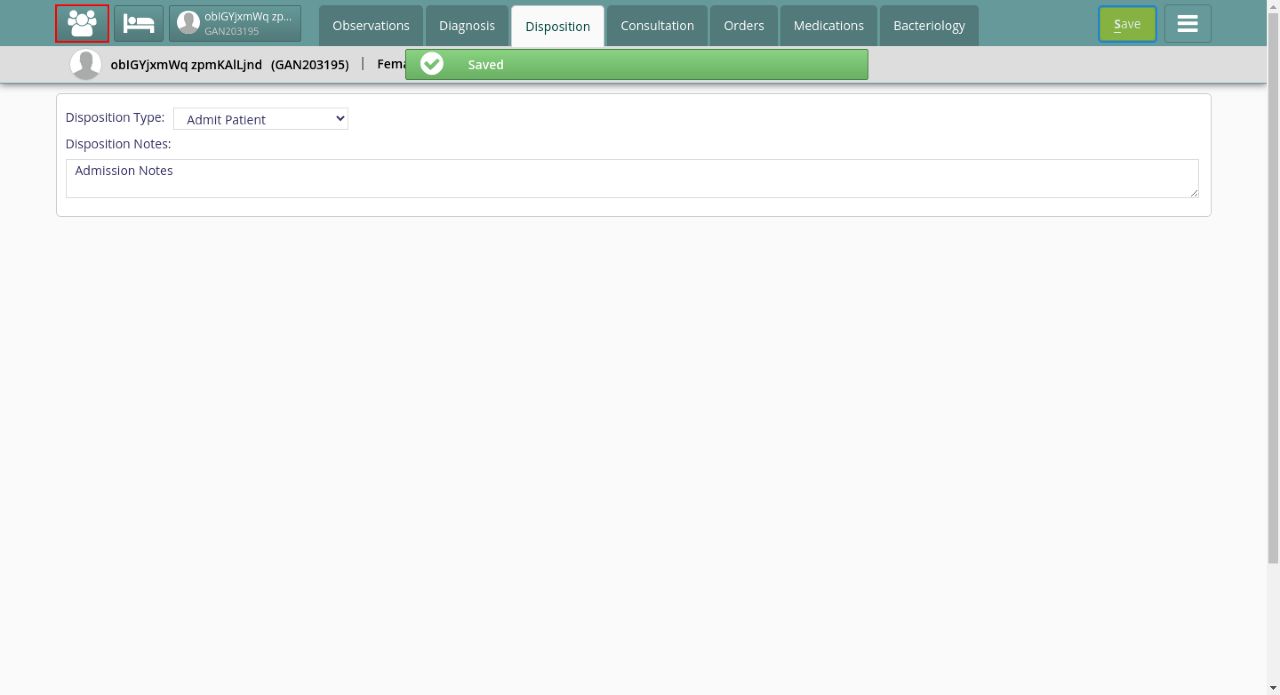 obIGYjxmWq zp...
GAN203195
Observations
Diagnosis
Disposition
Consultation
Orders
Medications
Bacteriology
Save
obIGYjxmWq zpmKAlLjnd (GAN203195) | Fema
Saved
Disposition Type: Admit Patient
Disposition Notes:
Admission Notes